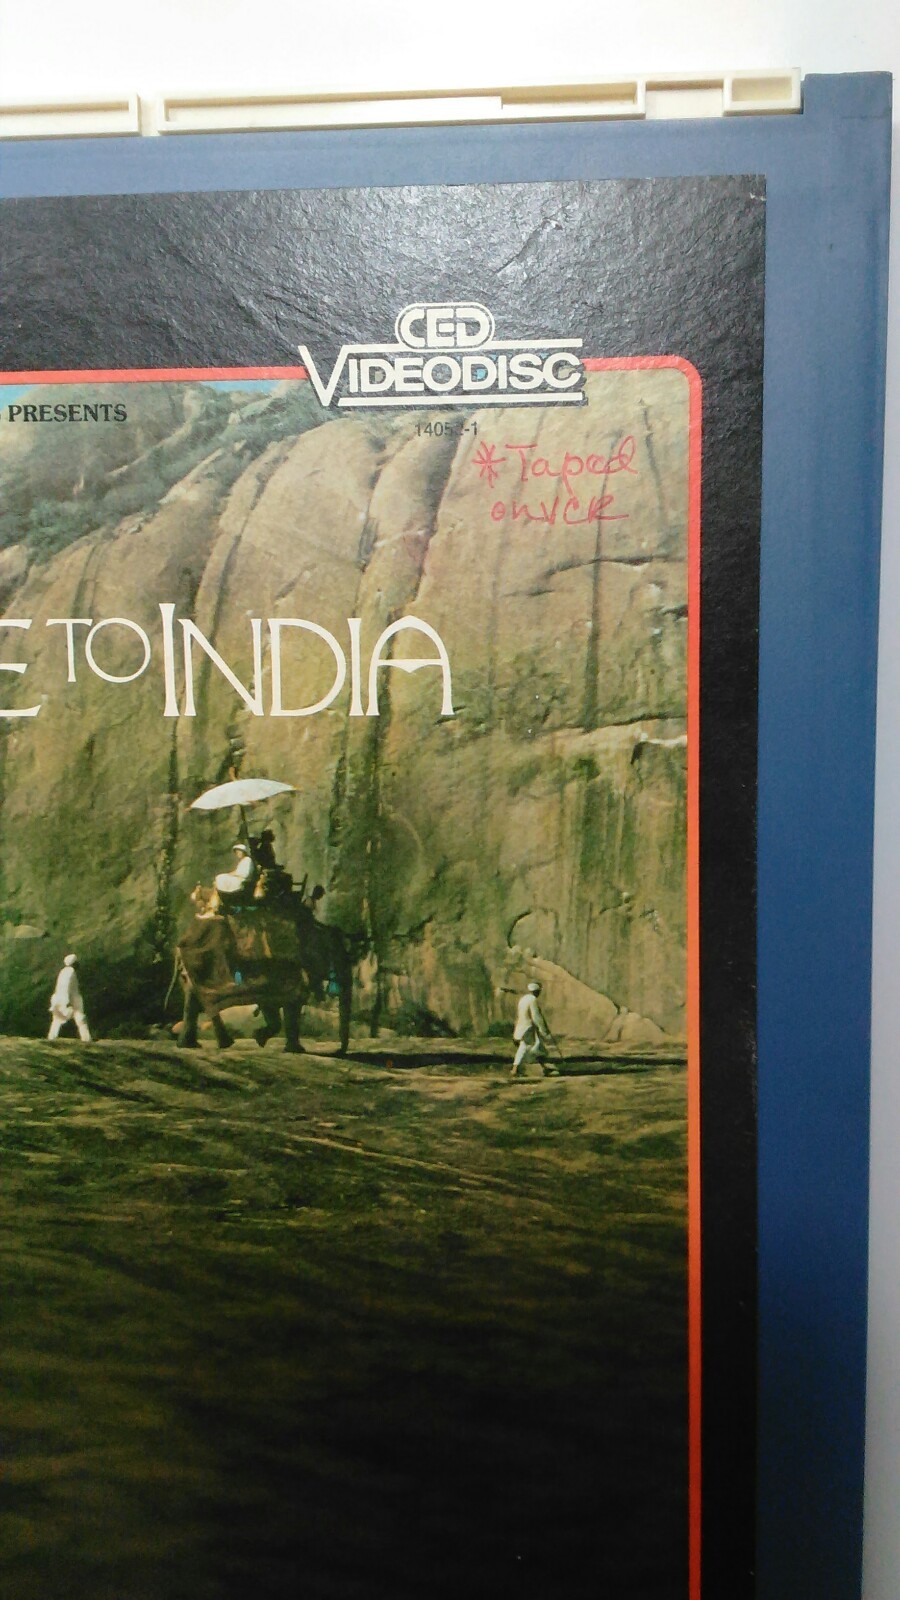 CED
VIDEODISC
PRESENTS
*Taped
on VCR
E TO INDIA